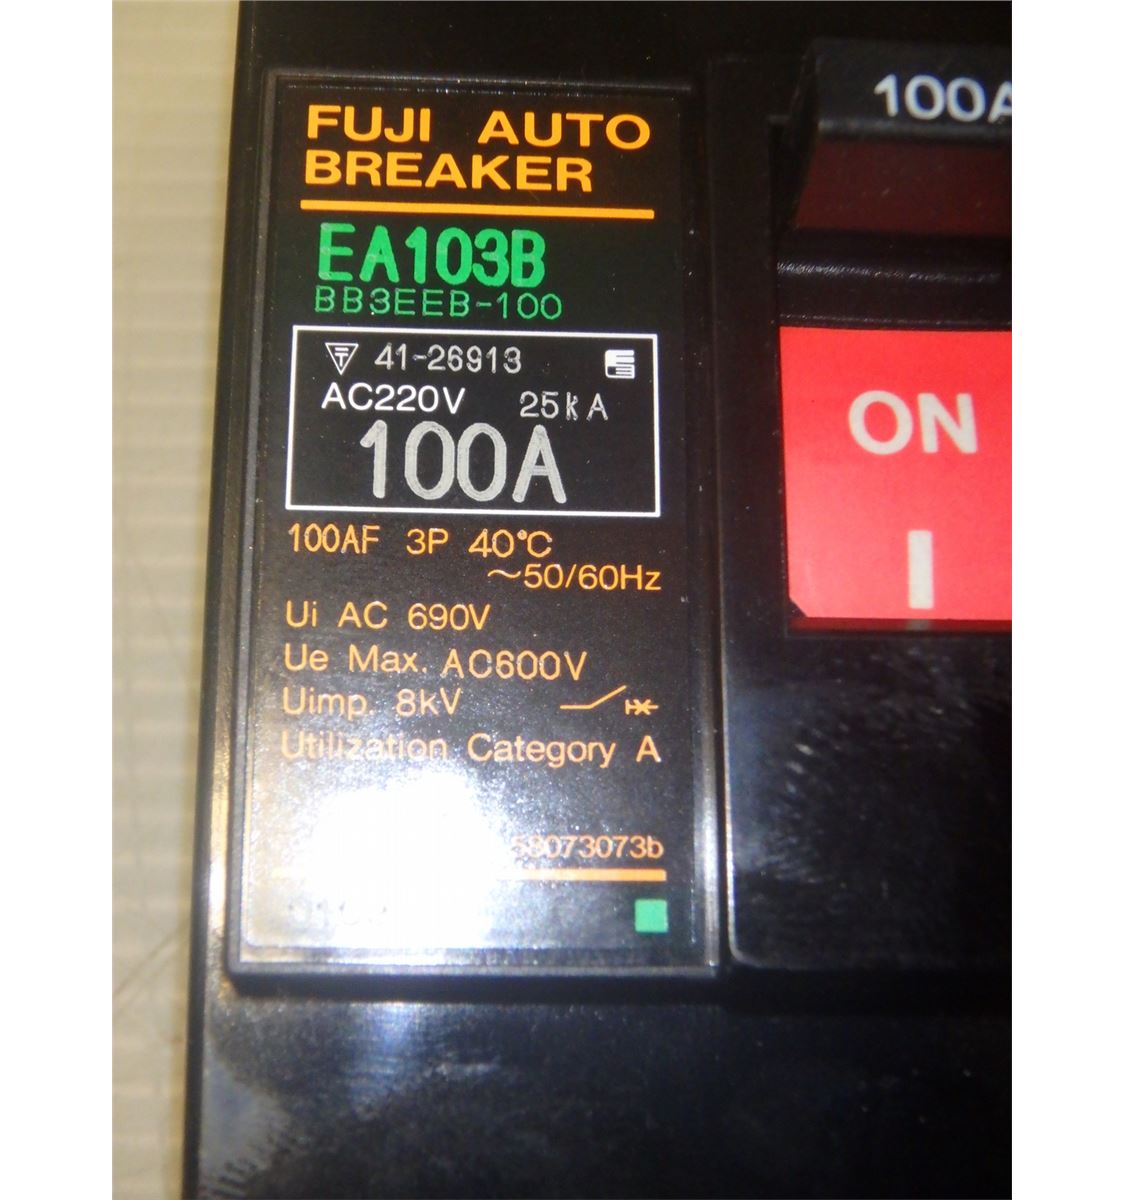 FUJI AUTO
BREAKER
EA103B
BB3EEB-100
41-26913
AC220V 25kA
100A
100AF 3P 40°C
~50/60Hz
Ui AC 690V
Ue Max. AC600V
Uimp. 8kV
Utilization Category A
58073073b
100A
ON
I